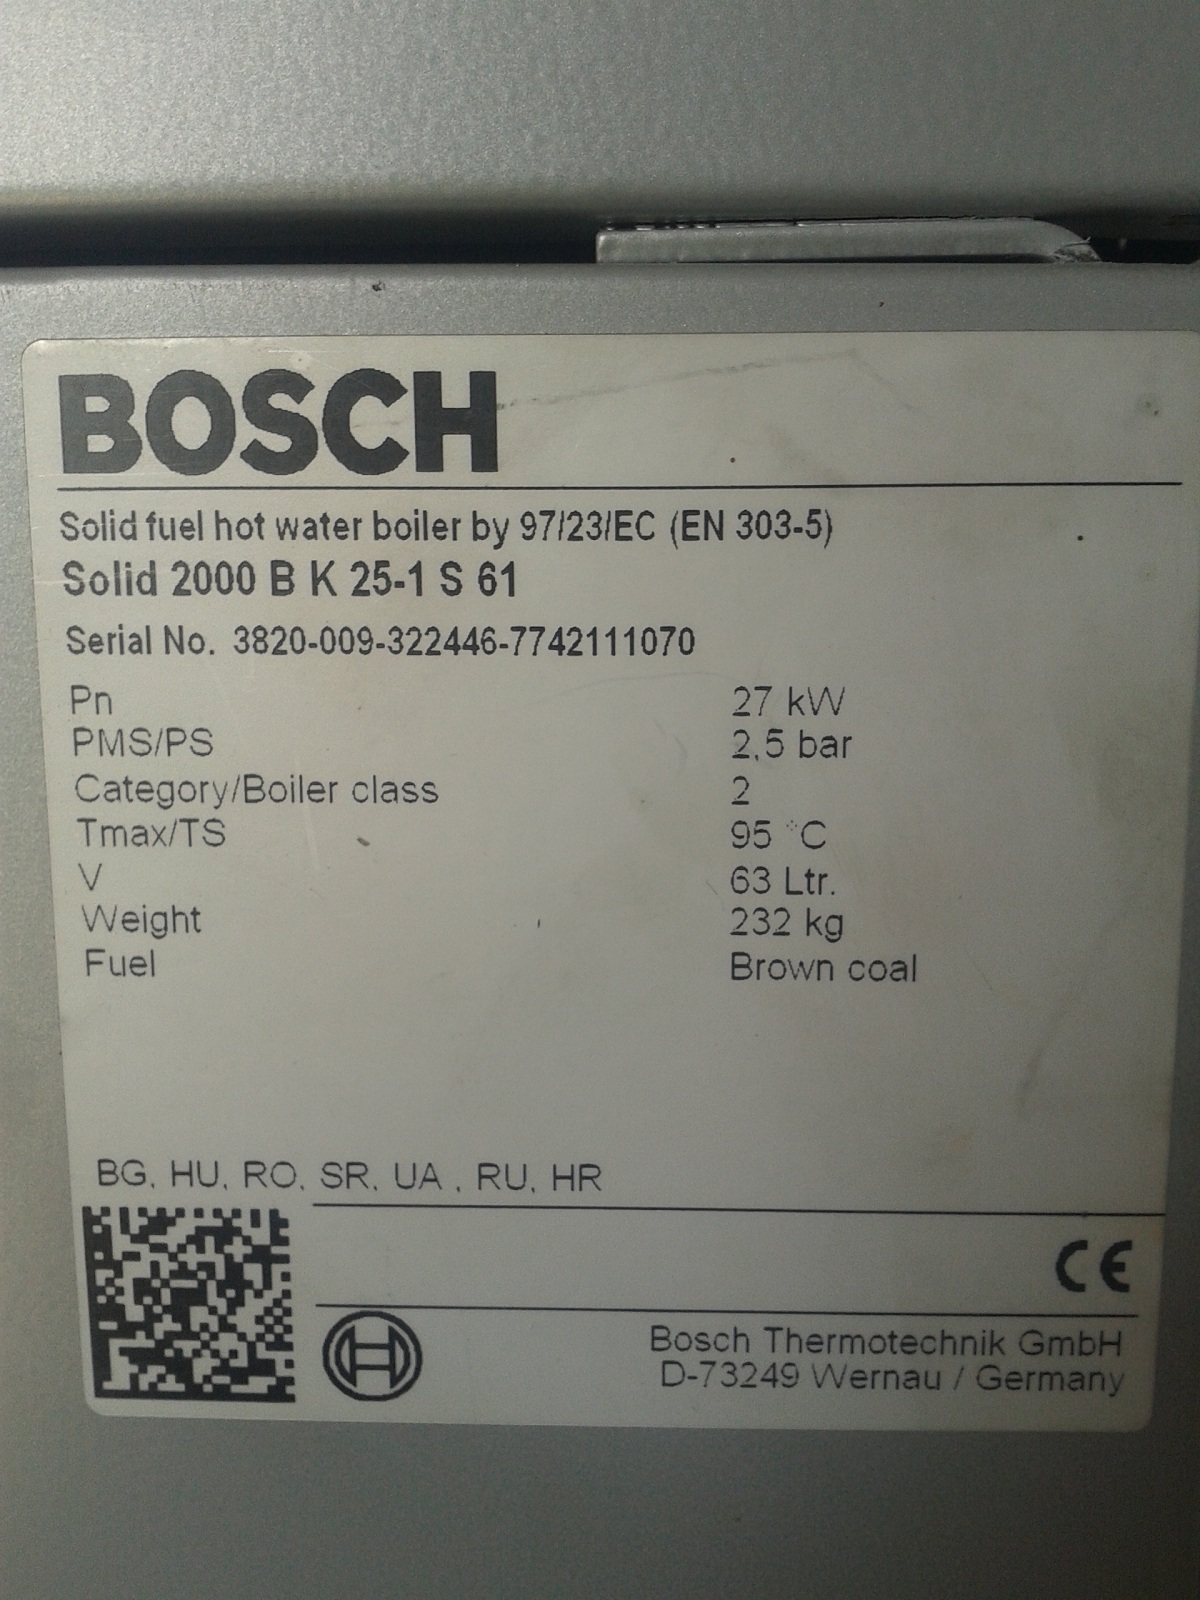 BOSCH
Solid fuel hot water boiler by 97/23/EC (EN 303-5)
Solid 2000 B K 25-1 S 61
Serial No. 3820-009-322446-7742111070
Pn 27 kW
PMS/PS 2,5 bar
Category/Boiler class 2
Tmax/TS 95 °C
V 63 Ltr.
Weight 232 kg
Fuel Brown coal
BG, HU, RO, SR, UA , RU, HR
CE
Bosch Thermotechnik GmbH
D-73249 Wernau / Germany